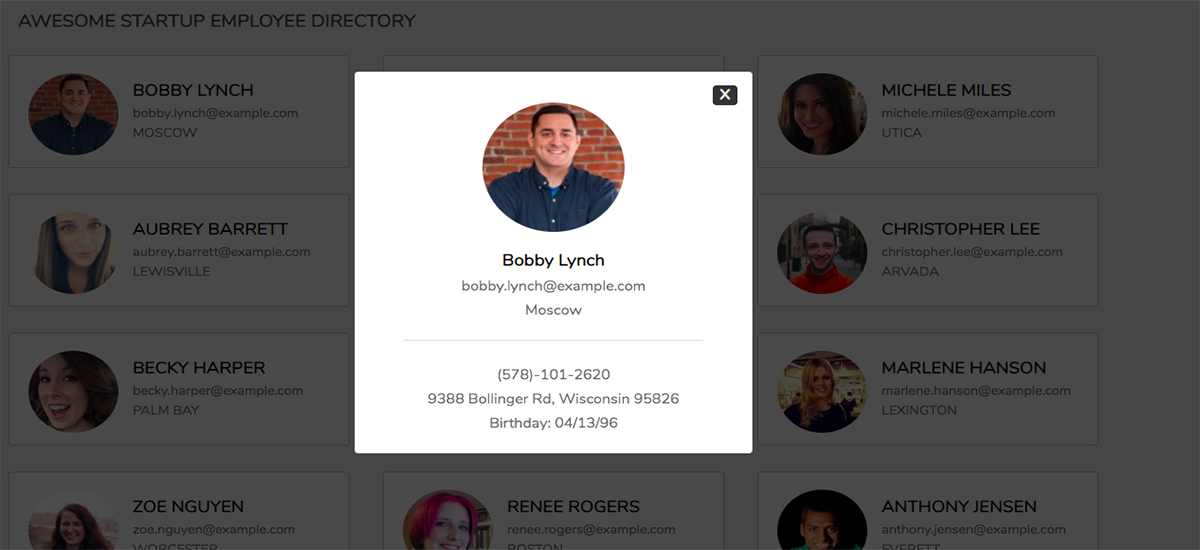 AWESOME STARTUP EMPLOYEE DIRECTORY
BOBBY LYNCH
bobby.lynch@example.com
MOSCOW
X
Bobby Lynch
bobby.lynch@example.com
Moscow
(578)-101-2620
9388 Bollinger Rd, Wisconsin 95826
Birthday: 04/13/96
MICHELE MILES
michele.miles@example.com
UTICA
AUBREY BARRETT
aubrey.barrett@example.com
LEWISVILLE
CHRISTOPHER LEE
christopher.lee@example.com
ARVADA
BECKY HARPER
becky.harper@example.com
PALM BAY
MARLENE HANSON
marlene.hanson@example.com
LEXINGTON
ZOE NGUYEN
zoe.nguyen@example.com
WORCESTER
RENEE ROGERS
renee.rogers@example.com
BOSTON
ANTHONY JENSEN
anthony.jensen@example.com
EVERETT